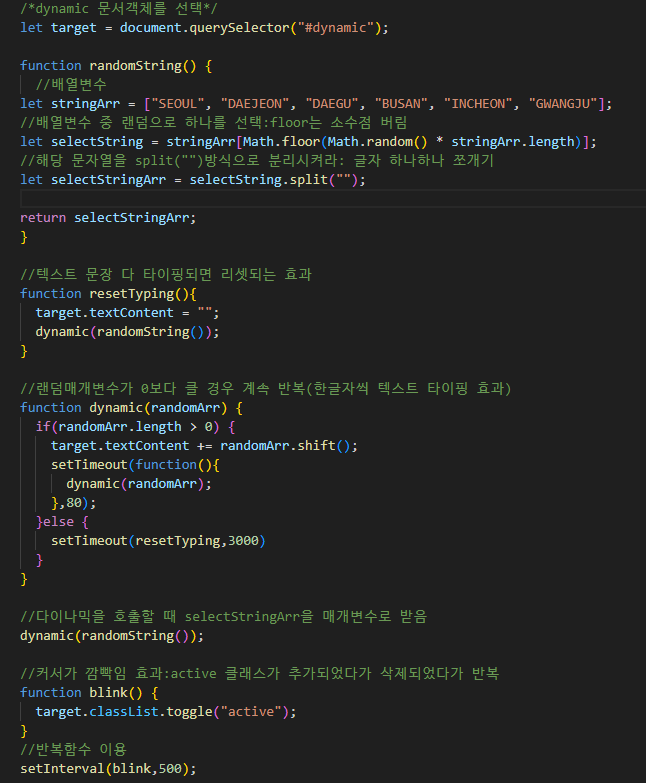 /*dynamic 문서객체를 선택*/
let target = document.querySelector("#dynamic");
function randomString() {
//배열변수
let stringArr = ["SEOUL", "DAEJEON", "DAEGU", "BUSAN", "INCHEON", "GWANGJU"];
//배열변수 중 랜덤으로 하나를 선택:floor는 소수점 버림
let selectString = stringArr[Math.floor(Math.random() * stringArr.length)];
//해당 문자열을 split("")방식으로 분리시켜라: 글자 하나하나 쪼개기
let selectStringArr = selectString.split("");
return selectStringArr;
}
//텍스트 문장 다 타이핑되면 리셋되는 효과
function resetTyping(){
target.textContent = "";
dynamic(randomString());
}
//랜덤매개변수가 0보다 클 경우 계속 반복(한글자씩 텍스트 타이핑 효과)
function dynamic(randomArr) {
if(randomArr.length > 0) {
target.textContent += randomArr.shift();
setTimeout(function(){
dynamic(randomArr);
},80);
}else {
setTimeout(resetTyping,3000)
}
}
//다이나믹을 호출할 때 selectStringArr을 매개변수로 받음
dynamic(randomString());
//커서가 깜빡임 효과:active 클래스가 추가되었다가 삭제되었다가 반복
function blink() {
target.classList.toggle("active");
}
//반복함수 이용
setInterval(blink,500);